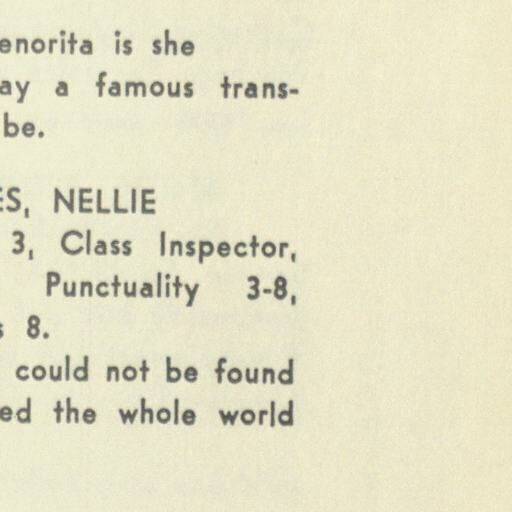 enorita is she
ay a famous trans-
be.
ES, NELLIE
3, Class Inspector,
Punctuality 3-8,
s 8.
could not be found
ed the whole world